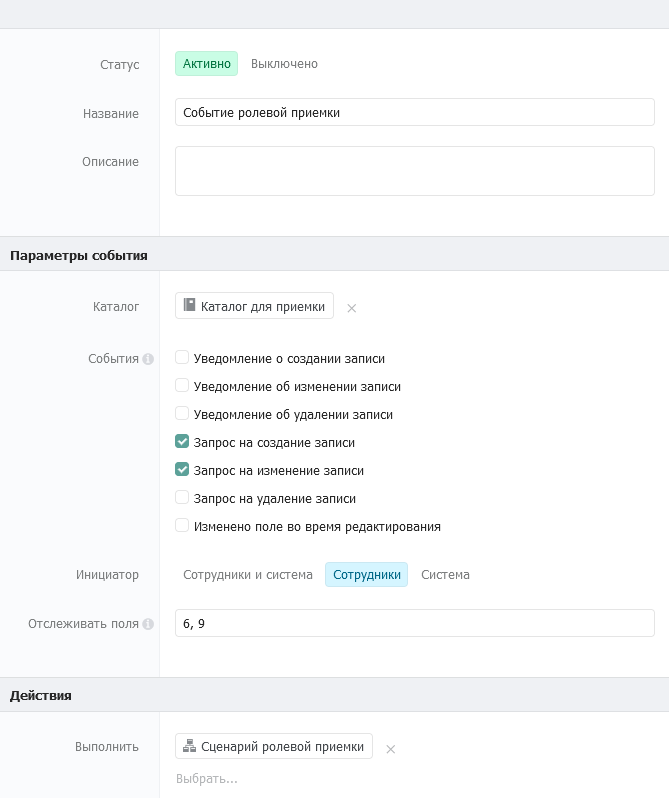 Статус Активно Выключено
Название Событие ролевой приемки
Описание
Параметры события
Каталог Каталог для приемки ×
События Уведомление о создании записи
Уведомление об изменении записи
Уведомление об удалении записи
Запрос на создание записи
Запрос на изменение записи
Запрос на удаление записи
Изменено поле во время редактирования
Инициатор Сотрудники и система Сотрудники Система
Отслеживать поля 6, 9
Действия
Выполнить Сценарий ролевой приемки ×
Выбрать...